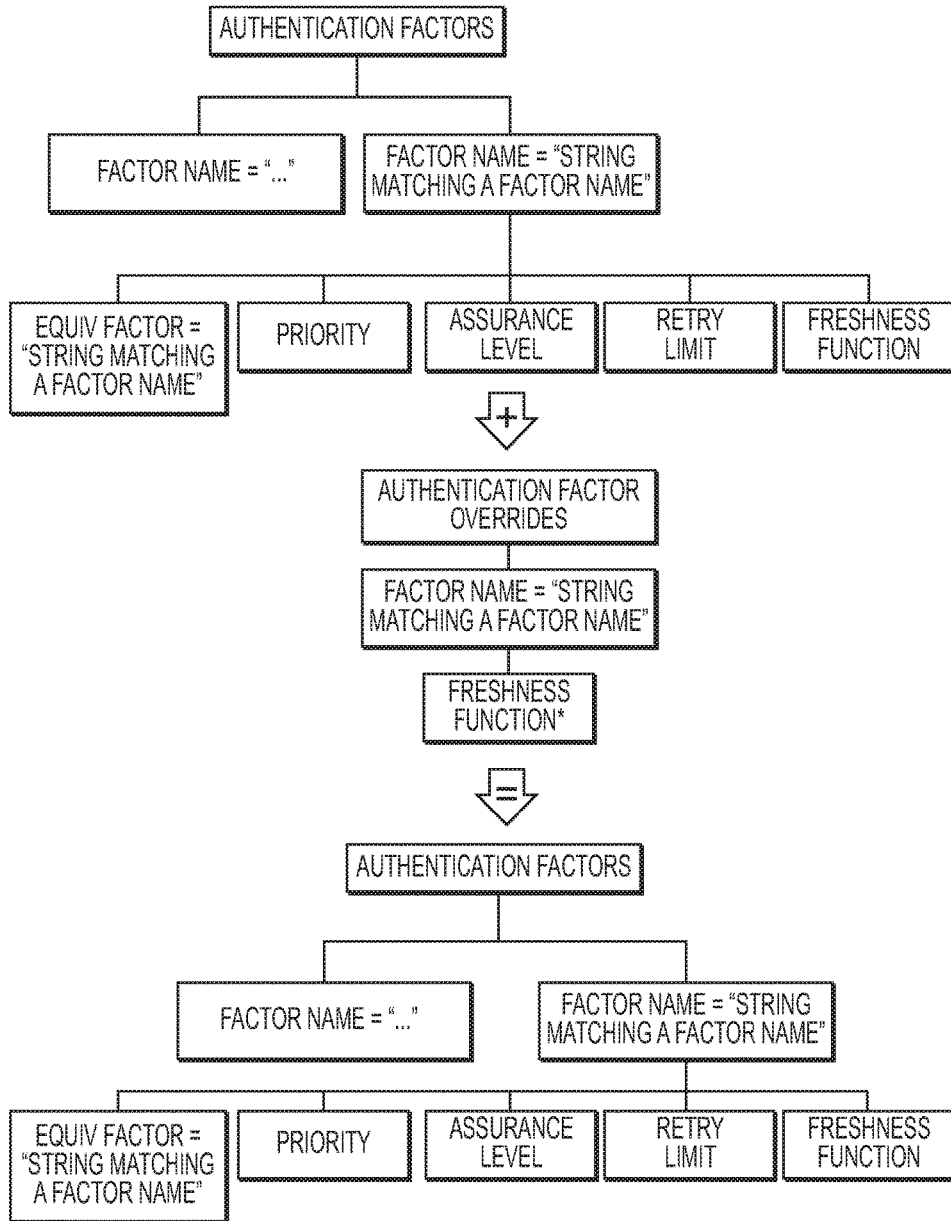 AUTHENTICATION FACTORS
FACTOR NAME = “...”
FACTOR NAME = “STRING
MATCHING A FACTOR NAME”
EQUIV FACTOR =
“STRING MATCHING
A FACTOR NAME”
PRIORITY
ASSURANCE
LEVEL
RETRY
LIMIT
FRESHNESS
FUNCTION
+
AUTHENTICATION FACTOR
OVERRIDES
FACTOR NAME = “STRING
MATCHING A FACTOR NAME”
FRESHNESS
FUNCTION*
=
AUTHENTICATION FACTORS
FACTOR NAME = “...”
FACTOR NAME = “STRING
MATCHING A FACTOR NAME”
EQUIV FACTOR =
“STRING MATCHING
A FACTOR NAME”
PRIORITY
ASSURANCE
LEVEL
RETRY
LIMIT
FRESHNESS
FUNCTION